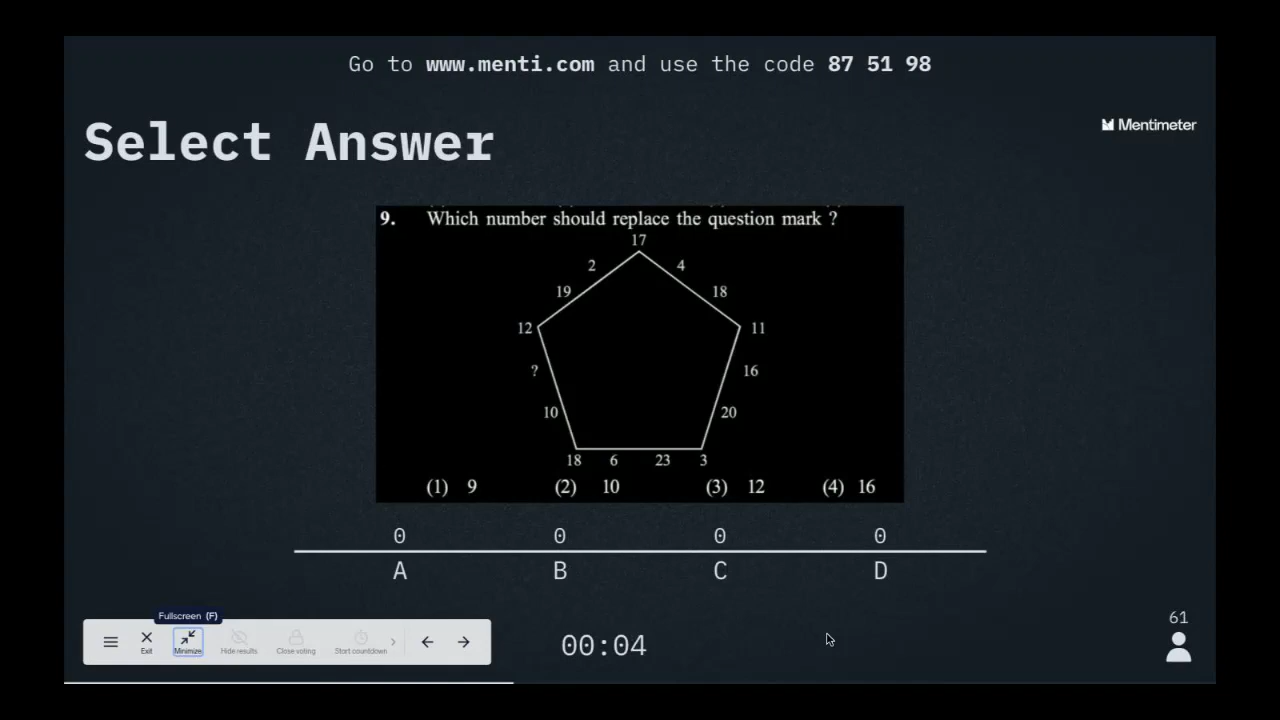 Go to www.menti.com and use the code 87 51 98
Select Answer
Mentimeter
9. Which number should replace the question mark ?
17
2 4
19 18
12 11
? 16
10 20
18 6 23 3
(1) 9 (2) 10 (3) 12 (4) 16
0 0 0 0
A B C D
Fullscreen (F)
Exit Minimize Hide results Close voting Start countdown
00:04
61